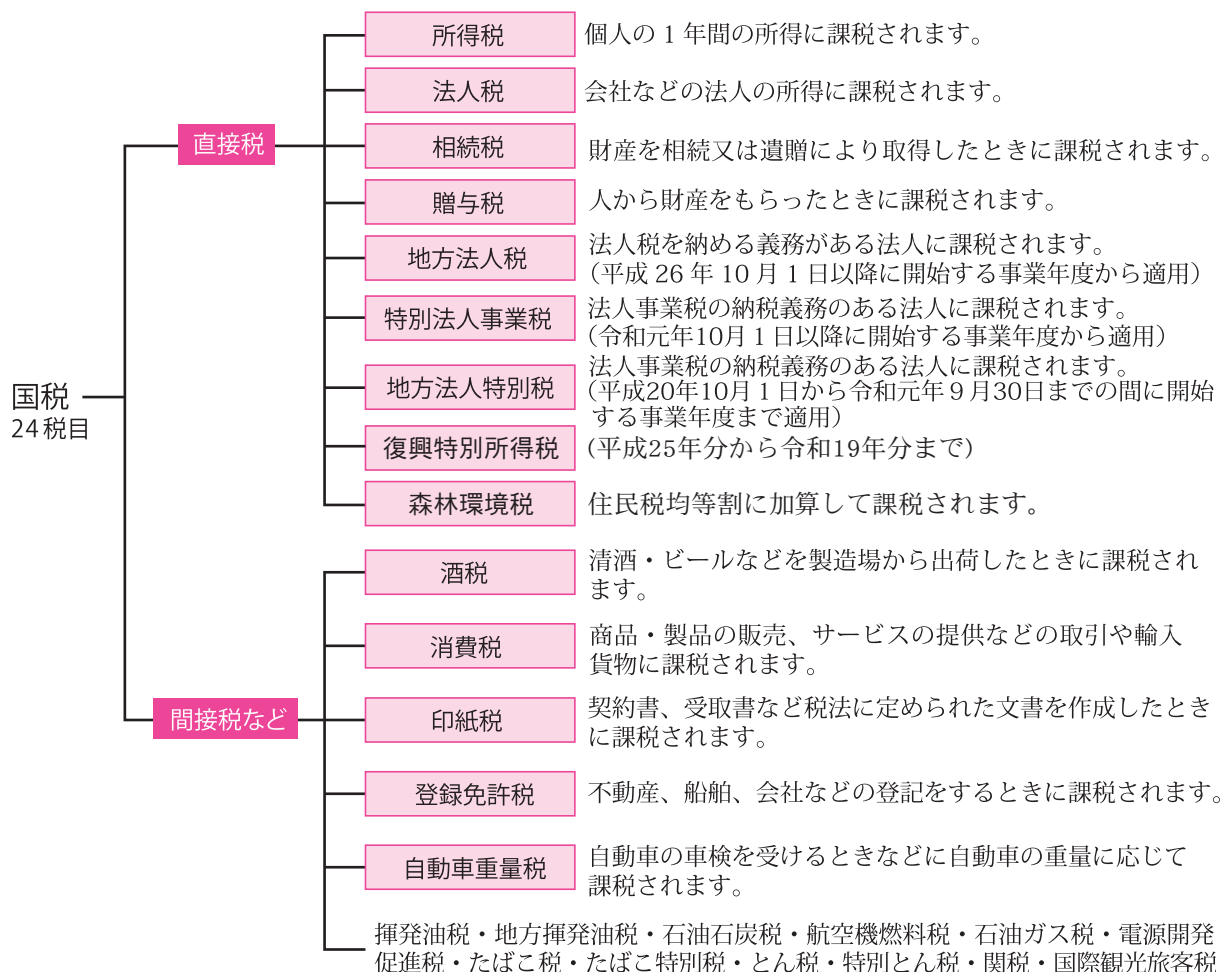 国税
24税目
直接税
所得税
個人の 1 年間の所得に課税されます。
法人税
会社などの法人の所得に課税されます。
相続税
財産を相続又は遺贈により取得したときに課税されます。
贈与税
人から財産をもらったときに課税されます。
地方法人税
法人税を納める義務がある法人に課税されます。
(平成 26 年 10 月 1 日以降に開始する事業年度から適用)
特別法人事業税
法人事業税の納税義務のある法人に課税されます。
(令和元年10月 1 日以降に開始する事業年度から適用)
地方法人特別税
法人事業税の納税義務のある法人に課税されます。
(平成20年10月 1 日から令和元年 9 月30日までの間に開始
する事業年度まで適用)
復興特別所得税
(平成25年分から令和19年分まで)
森林環境税
住民税均等割に加算して課税されます。
間接税など
酒税
清酒・ビールなどを製造場から出荷したときに課税され
ます。
消費税
商品・製品の販売、サービスの提供などの取引や輸入
貨物に課税されます。
印紙税
契約書、受取書など税法に定められた文書を作成したとき
に課税されます。
登録免許税
不動産、船舶、会社などの登記をするときに課税されます。
自動車重量税
自動車の車検を受けるときなどに自動車の重量に応じて
課税されます。
揮発油税・地方揮発油税・石油石炭税・航空機燃料税・石油ガス税・電源開発
促進税・たばこ税・たばこ特別税・とん税・特別とん税・関税・国際観光旅客税